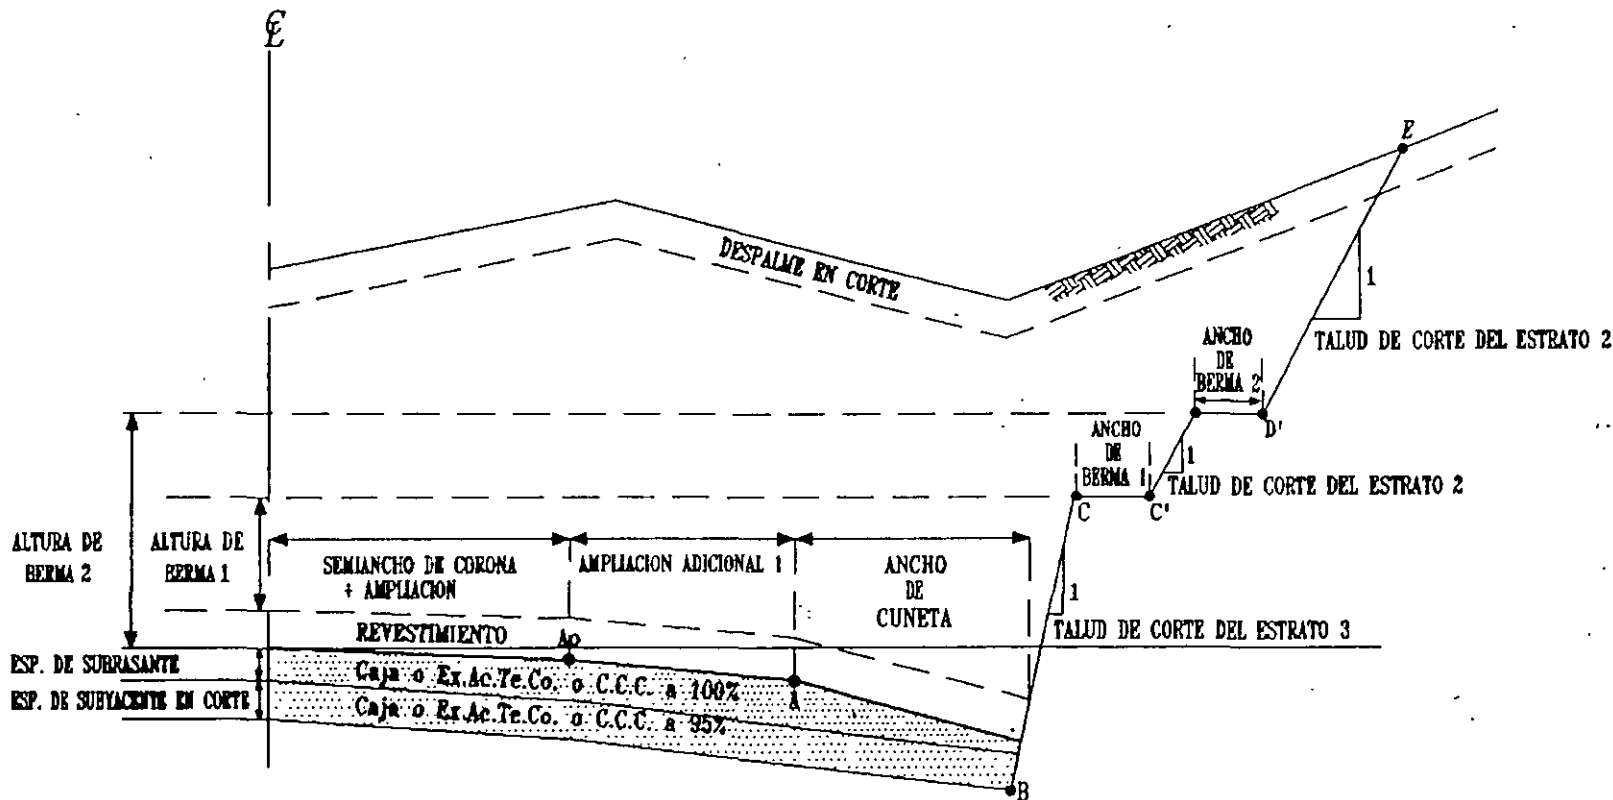 ℄
E
DESPALME EN CORTE
1
TALUD DE CORTE DEL ESTRATO 2
ANCHO
DE
BERMA 2
D'
ANCHO
DE
BERMA 1
1
TALUD DE CORTE DEL ESTRATO 2
C
C'
ALTURA DE
BERMA 2
ALTURA DE
BERMA 1
SEMIANCHO DE CORONA
+ AMPLIACION
AMPLIACION ADICIONAL 1
ANCHO
DE
CUNETA
1
TALUD DE CORTE DEL ESTRATO 3
REVESTIMIENTO
Ao
ESP. DE SUBRASANTE
Caja o Ex.Ac.Te.Co. o C.C.C. a 100%
A
ESP. DE SUBYACENTE EN CORTE
Caja o Ex.Ac.Te.Co. o C.C.C. a 95%
B